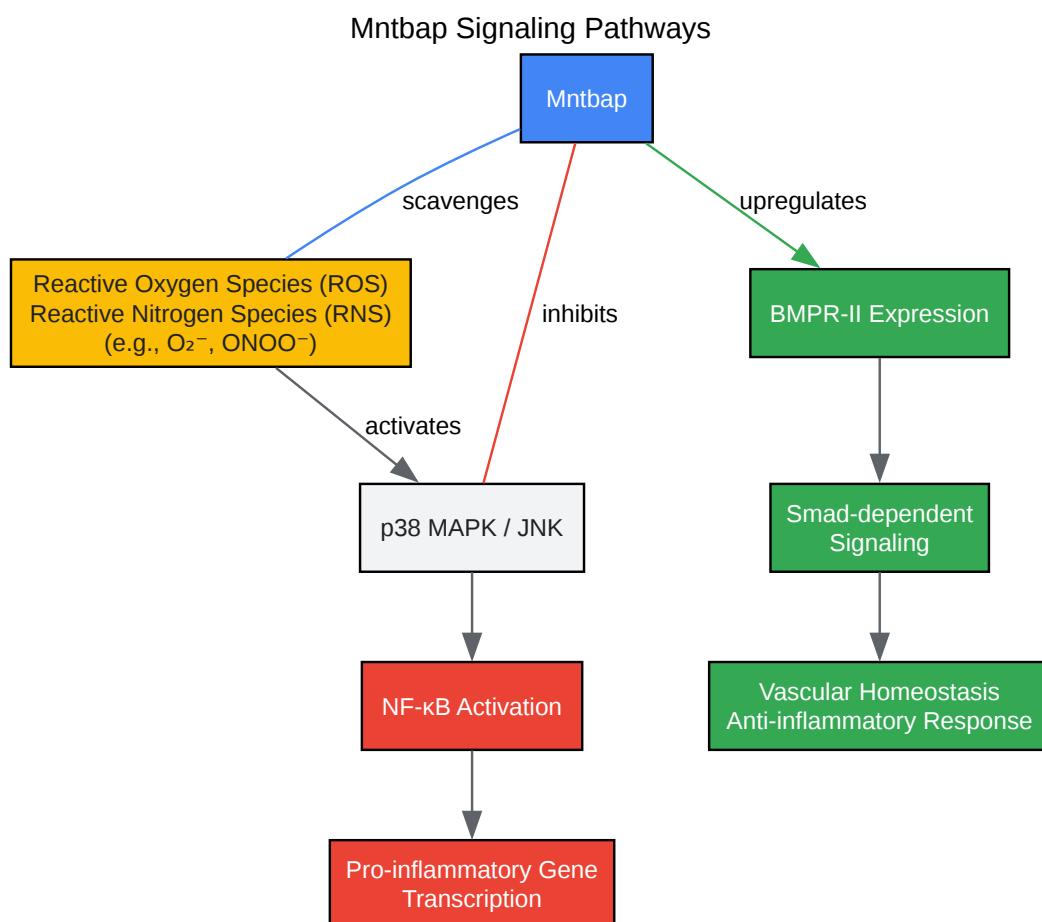 Mntbap Signaling Pathways
Mntbap
scavenges
upregulates
Reactive Oxygen Species (ROS)
Reactive Nitrogen Species (RNS)
(e.g., O₂⁻, ONOO⁻)
inhibits
BMPR-II Expression
activates
p38 MAPK / JNK
Smad-dependent
Signaling
NF-κB Activation
Vascular Homeostasis
Anti-inflammatory Response
Pro-inflammatory Gene
Transcription